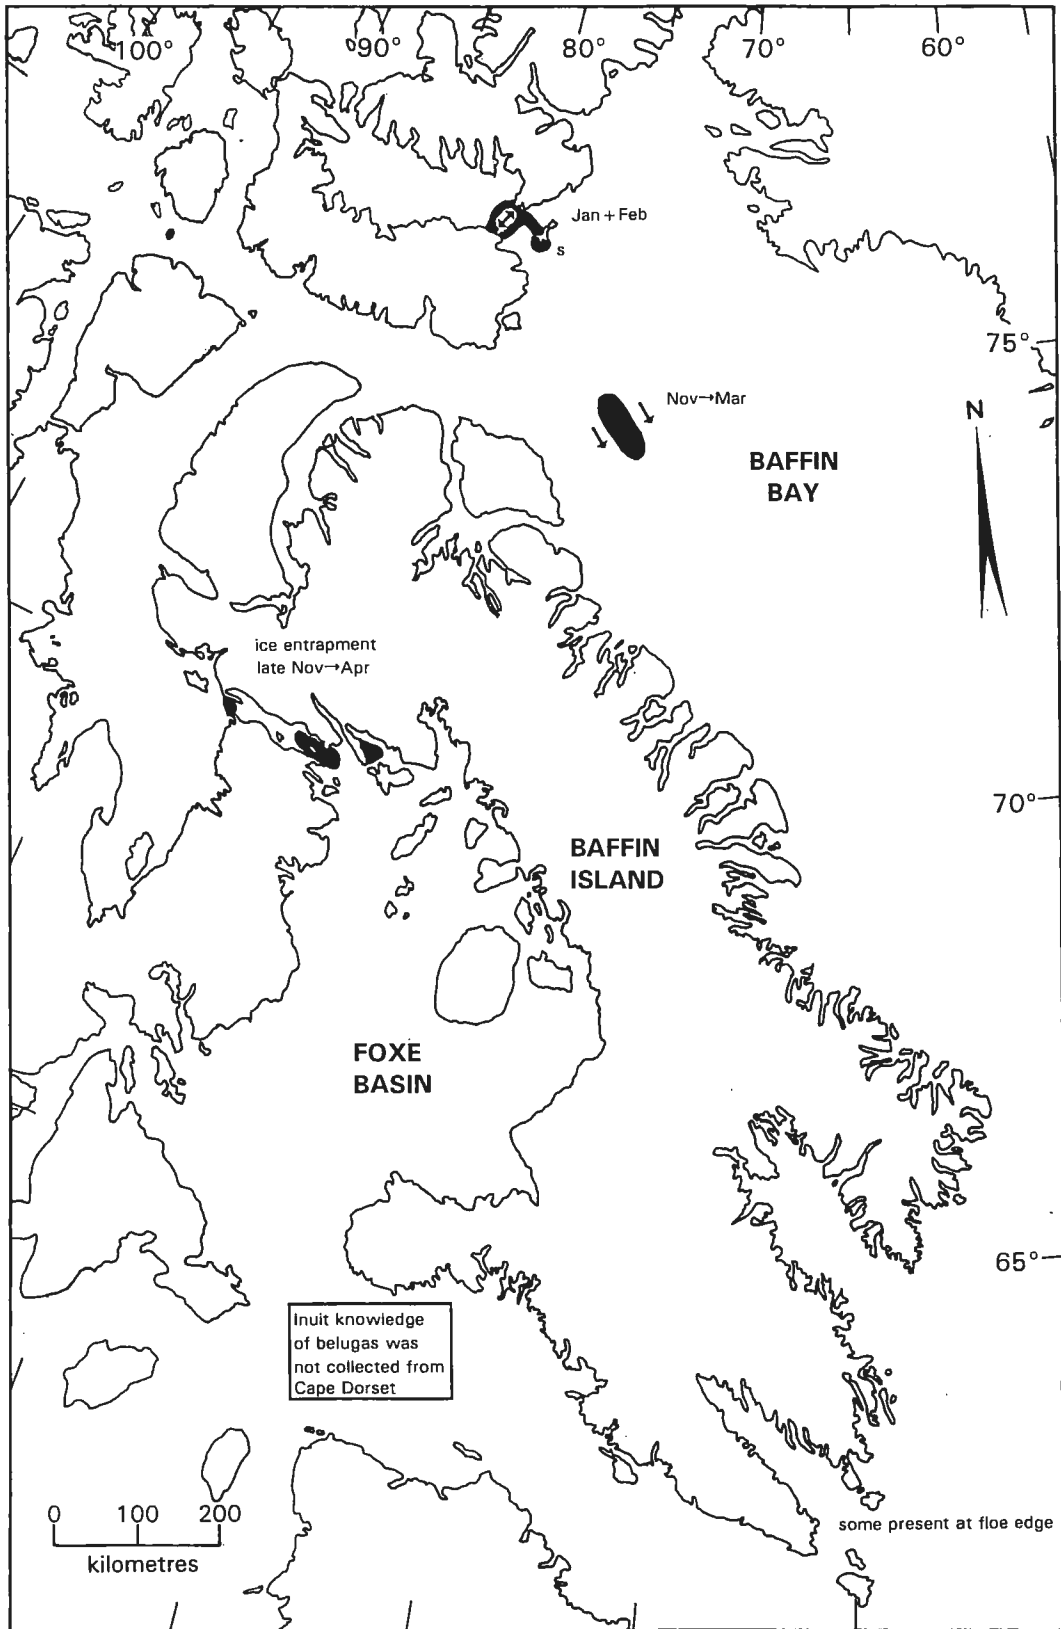 100° 90° 80° 70° 60°
Jan + Feb
s
75°
Nov→Mar
N
BAFFIN
BAY
ice entrapment
late Nov→Apr
70°
BAFFIN
ISLAND
FOXE
BASIN
65°
Inuit knowledge
of belugas was
not collected from
Cape Dorset
0 100 200
kilometres
some present at floe edge